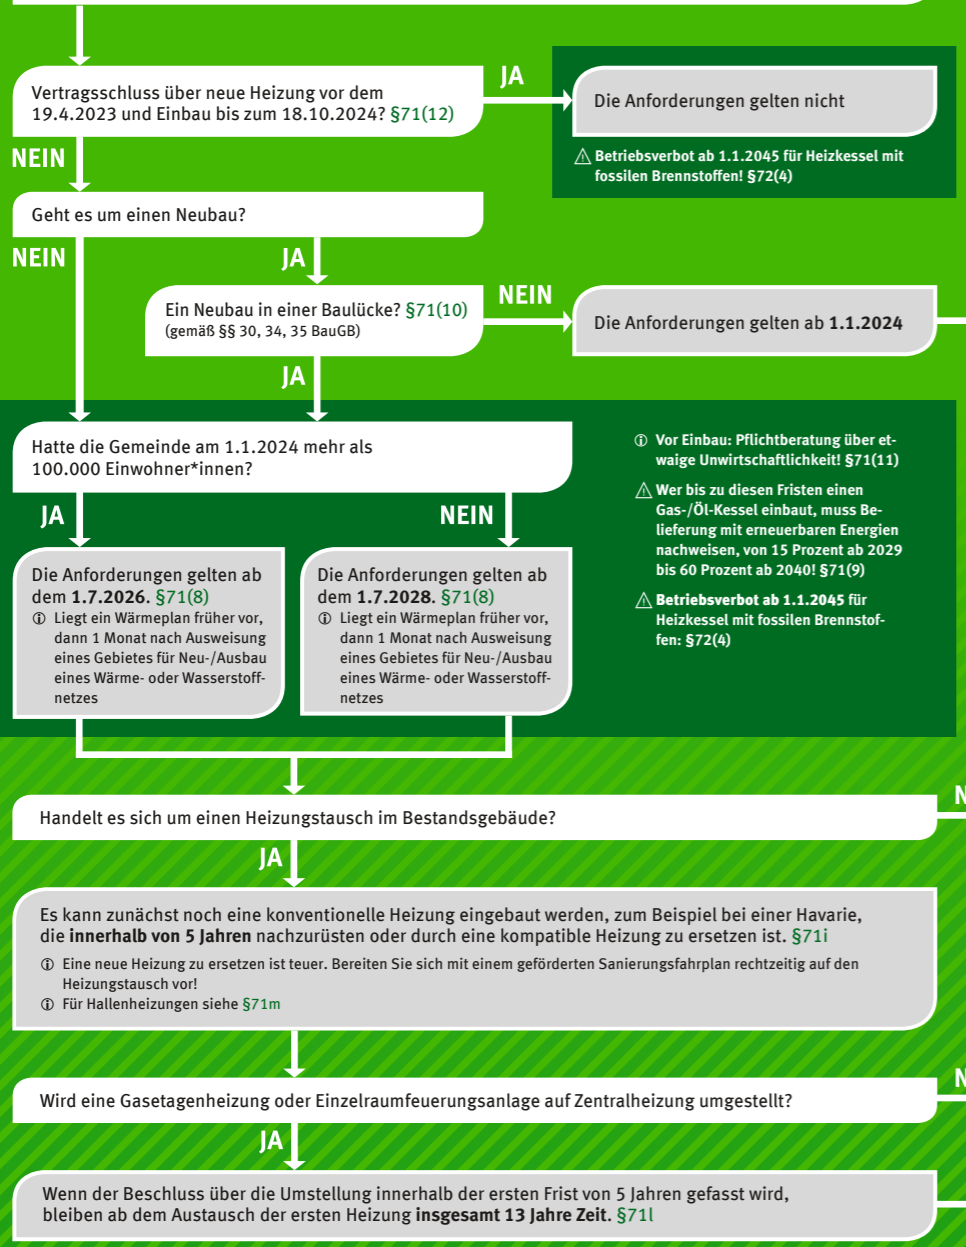 Vertragsschluss über neue Heizung vor dem
19.4.2023 und Einbau bis zum 18.10.2024? §71(12)
JA
Die Anforderungen gelten nicht
⚠ Betriebsverbot ab 1.1.2045 für Heizkessel mit
fossilen Brennstoffen! §72(4)
NEIN
Geht es um einen Neubau?
NEIN
JA
Ein Neubau in einer Baulücke? §71(10)
(gemäß §§ 30, 34, 35 BauGB)
NEIN
Die Anforderungen gelten ab 1.1.2024
JA
Hatte die Gemeinde am 1.1.2024 mehr als
100.000 Einwohner*innen?
JA
NEIN
Die Anforderungen gelten ab
dem 1.7.2026. §71(8)
ⓘ Liegt ein Wärmeplan früher vor,
dann 1 Monat nach Ausweisung
eines Gebietes für Neu-/Ausbau
eines Wärme- oder Wasserstoff-
netzes
Die Anforderungen gelten ab
dem 1.7.2028. §71(8)
ⓘ Liegt ein Wärmeplan früher vor,
dann 1 Monat nach Ausweisung
eines Gebietes für Neu-/Ausbau
eines Wärme- oder Wasserstoff-
netzes
ⓘ Vor Einbau: Pflichtberatung über et-
waige Unwirtschaftlichkeit! §71(11)
⚠ Wer bis zu diesen Fristen einen
Gas-/Öl-Kessel einbaut, muss Be-
lieferung mit erneuerbaren Energien
nachweisen, von 15 Prozent ab 2029
bis 60 Prozent ab 2040! §71(9)
⚠ Betriebsverbot ab 1.1.2045 für
Heizkessel mit fossilen Brennstof-
fen: §72(4)
Handelt es sich um einen Heizungstausch im Bestandsgebäude?
N
JA
Es kann zunächst noch eine konventionelle Heizung eingebaut werden, zum Beispiel bei einer Havarie,
die innerhalb von 5 Jahren nachzurüsten oder durch eine kompatible Heizung zu ersetzen ist. §71i
ⓘ Eine neue Heizung zu ersetzen ist teuer. Bereiten Sie sich mit einem geförderten Sanierungsfahrplan rechtzeitig auf den
Heizungstausch vor!
ⓘ Für Hallenheizungen siehe §71m
Wird eine Gasetagenheizung oder Einzelraumfeuerungsanlage auf Zentralheizung umgestellt?
N
JA
Wenn der Beschluss über die Umstellung innerhalb der ersten Frist von 5 Jahren gefasst wird,
bleiben ab dem Austausch der ersten Heizung insgesamt 13 Jahre Zeit. §71l